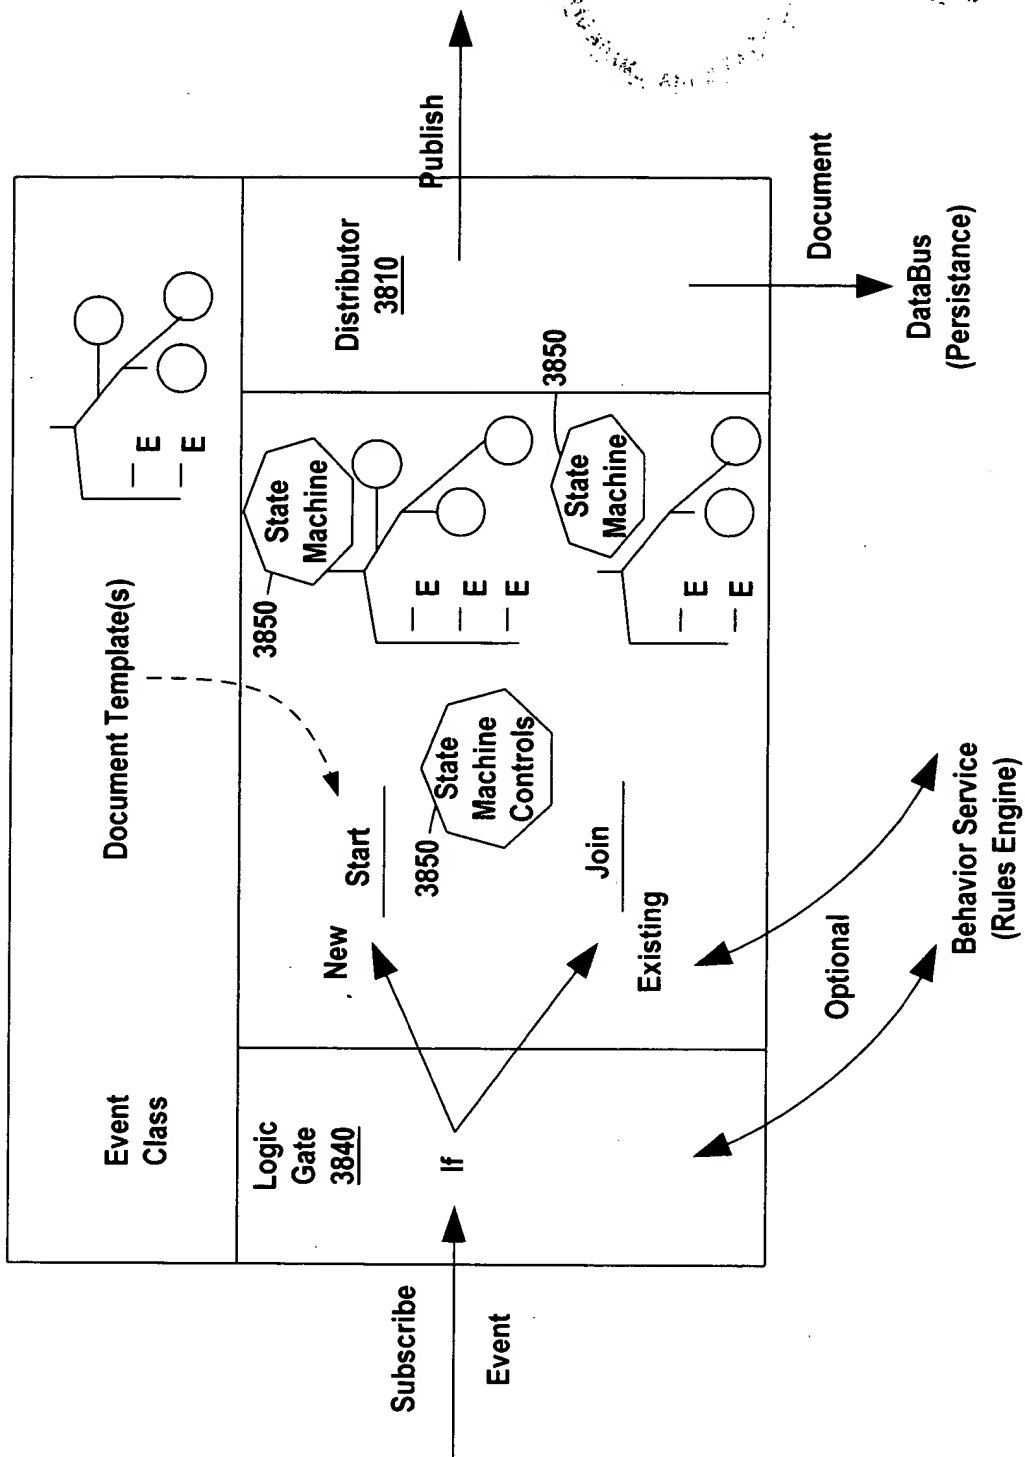 Event
Class
Document Template(s)
E
E
Logic
Gate
3840
If
Subscribe
Event
New
Start
Existing
Join
3850
State
Machine
Controls
3850
State
Machine
E
E
E
3850
State
Machine
E
E
Distributor
3810
Publish
Document
DataBus
(Persistance)
Optional
Behavior Service
(Rules Engine)